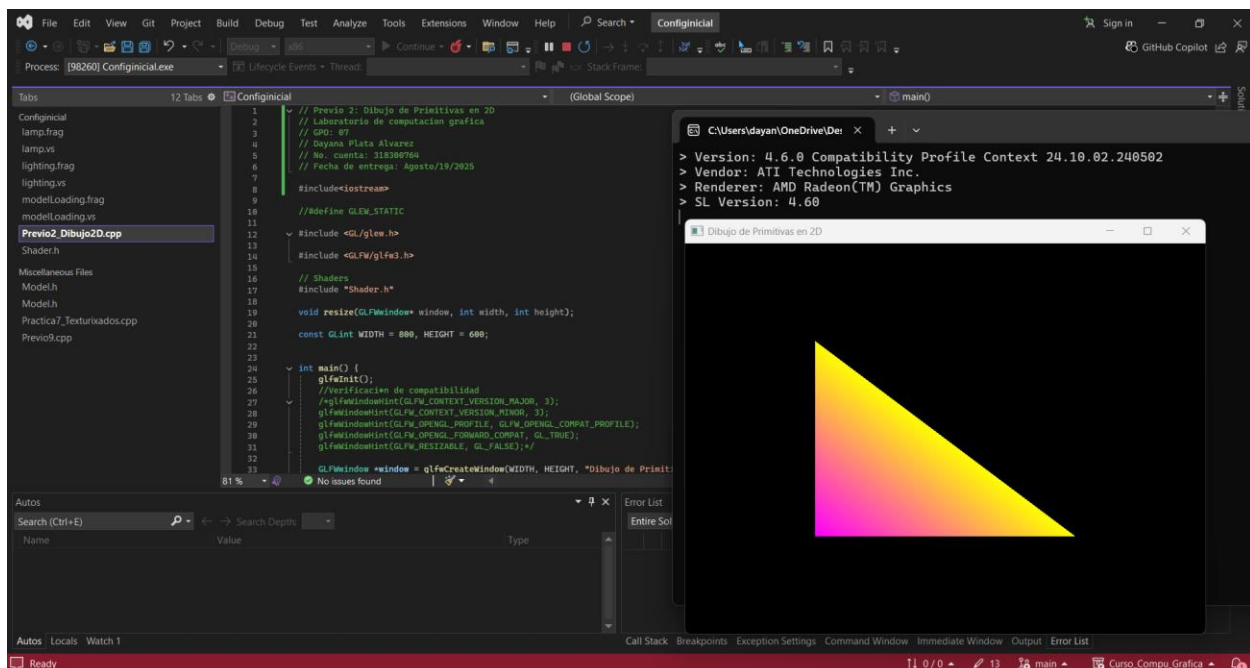 File Edit View Git Project Build Debug Test Analyze Tools Extensions Window Help Search Configinicial Sign in
Debug x86 Continue GitHub Copilot
Process: [98260] Configinicial.exe Lifecycle Events Thread: Stack Frame:
Tabs 12 Tabs
Configinicial
lamp.frag
lamp.vs
lighting.frag
lighting.vs
modelLoading.frag
modelLoading.vs
Previo2_Dibujo2D.cpp
Shader.h
Miscellaneous Files
Model.h
Model.h
Practica7_Texturixados.cpp
Previo9.cpp
Configinicial (Global Scope) main()
1 // Previo 2: Dibujo de Primitivas en 2D
2 // Laboratorio de computacion grafica
3 // GPO: 07
4 // Dayana Plata Alvarez
5 // No. cuenta: 318300764
6 // Fecha de entrega: Agosto/19/2025
7
8 #include<iostream>
9
10 //#define GLEW_STATIC
11
12 #include <GL/glew.h>
13
14 #include <GLFW/glfw3.h>
15
16 // Shaders
17 #include "Shader.h"
18
19 void resize(GLFWwindow* window, int width, int height);
20
21 const GLint WIDTH = 800, HEIGHT = 600;
22
23
24 int main() {
25 glfwInit();
26 //Verificaci•n de compatibilidad
27 /*glfwWindowHint(GLFW_CONTEXT_VERSION_MAJOR, 3);
28 glfwWindowHint(GLFW_CONTEXT_VERSION_MINOR, 3);
29 glfwWindowHint(GLFW_OPENGL_PROFILE, GLFW_OPENGL_COMPAT_PROFILE);
30 glfwWindowHint(GLFW_OPENGL_FORWARD_COMPAT, GL_TRUE);
31 glfwWindowHint(GLFW_RESIZABLE, GL_FALSE);*/
32
33 GLFWwindow *window = glfwCreateWindow(WIDTH, HEIGHT, "Dibujo de Primiti
81 % No issues found
C:\Users\dayan\OneDrive\De:
> Version: 4.6.0 Compatibility Profile Context 24.10.02.240502
> Vendor: ATI Technologies Inc.
> Renderer: AMD Radeon(TM) Graphics
> SL Version: 4.60
Dibujo de Primitivas en 2D
Autos
Search (Ctrl+E) Search Depth:
Name Value Type
Error List
Entire Sol
Autos Locals Watch 1
Call Stack Breakpoints Exception Settings Command Window Immediate Window Output Error List
Ready 0 / 0 13 main Curso_Compu_Grafica